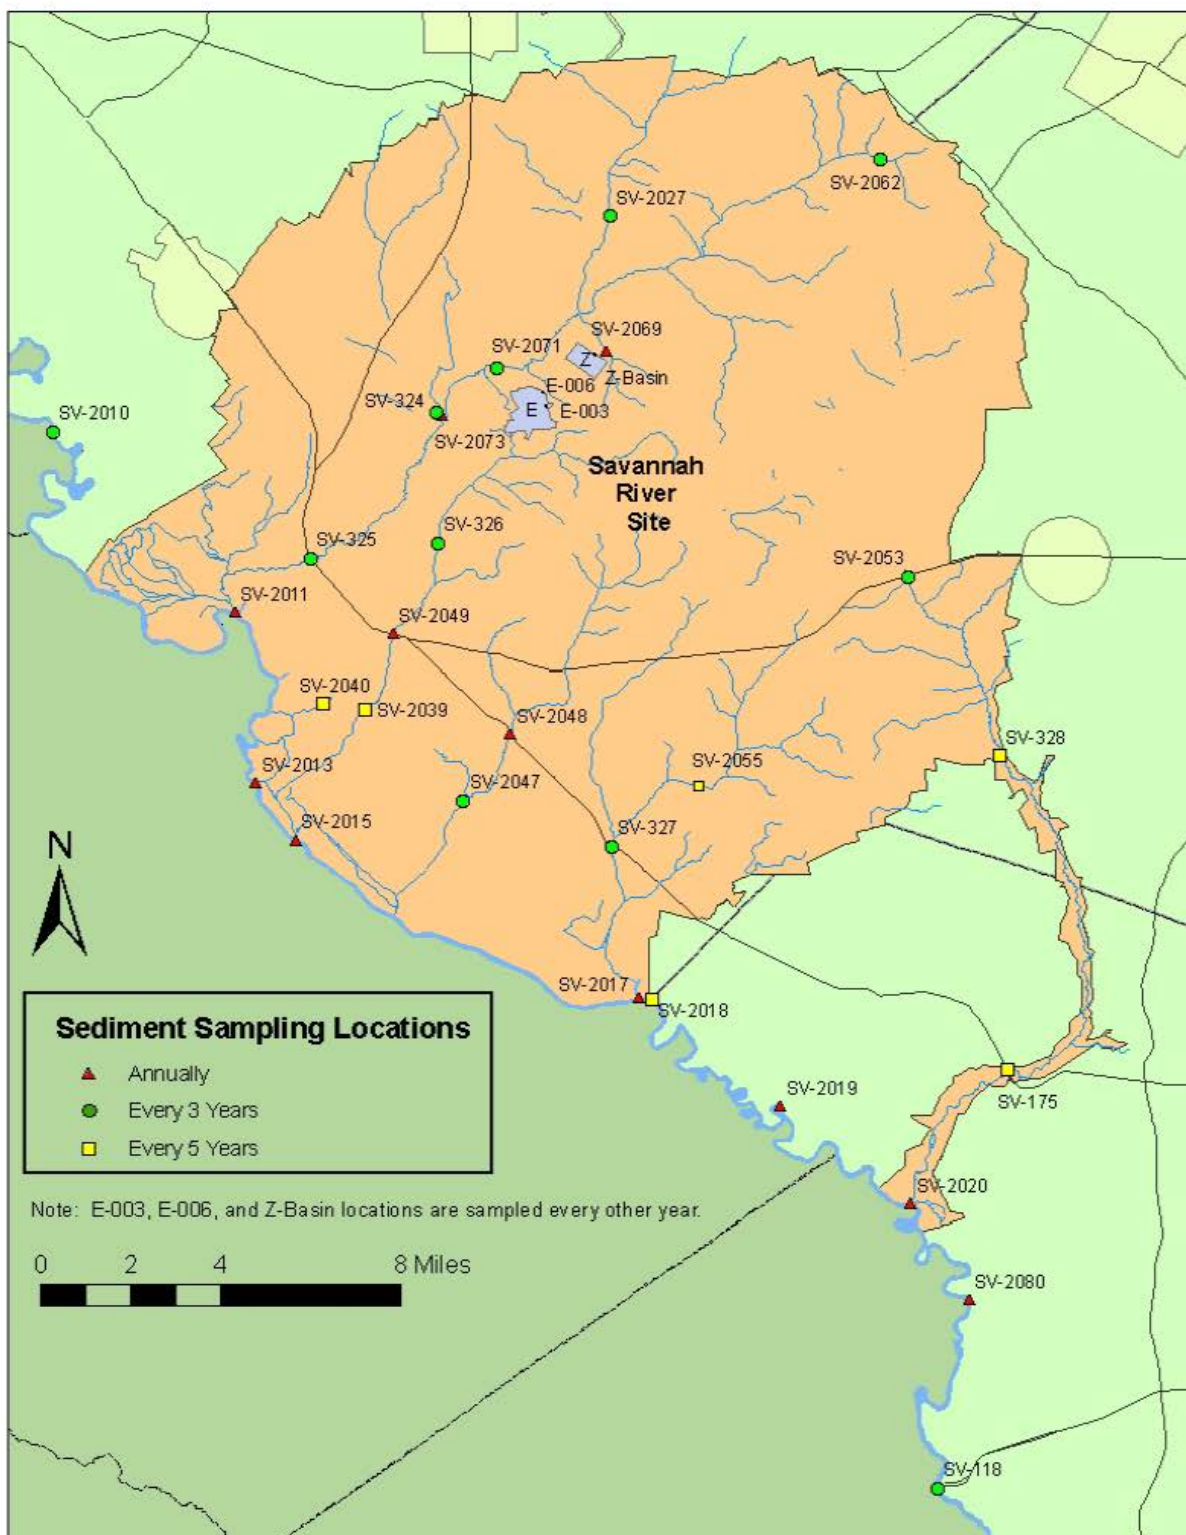 SV-2062
SV-2027
SV-2069
SV-2071
Z
Z-Basin
E-006
SV-324
E
E-003
SV-2010
SV-2073
Savannah
River
Site
SV-326
SV-325
SV-2053
SV-2011
SV-2049
SV-2040
SV-2039
SV-2048
SV-328
SV-2013
SV-2055
SV-2047
SV-2015
SV-327
N
SV-2017
SV-2018
Sediment Sampling Locations
Annually
Every 3 Years
Every 5 Years
SV-2019
SV-175
SV-2020
Note: E-003, E-006, and Z-Basin locations are sampled every other year.
0 2 4 8 Miles
SV-2080
SV-118